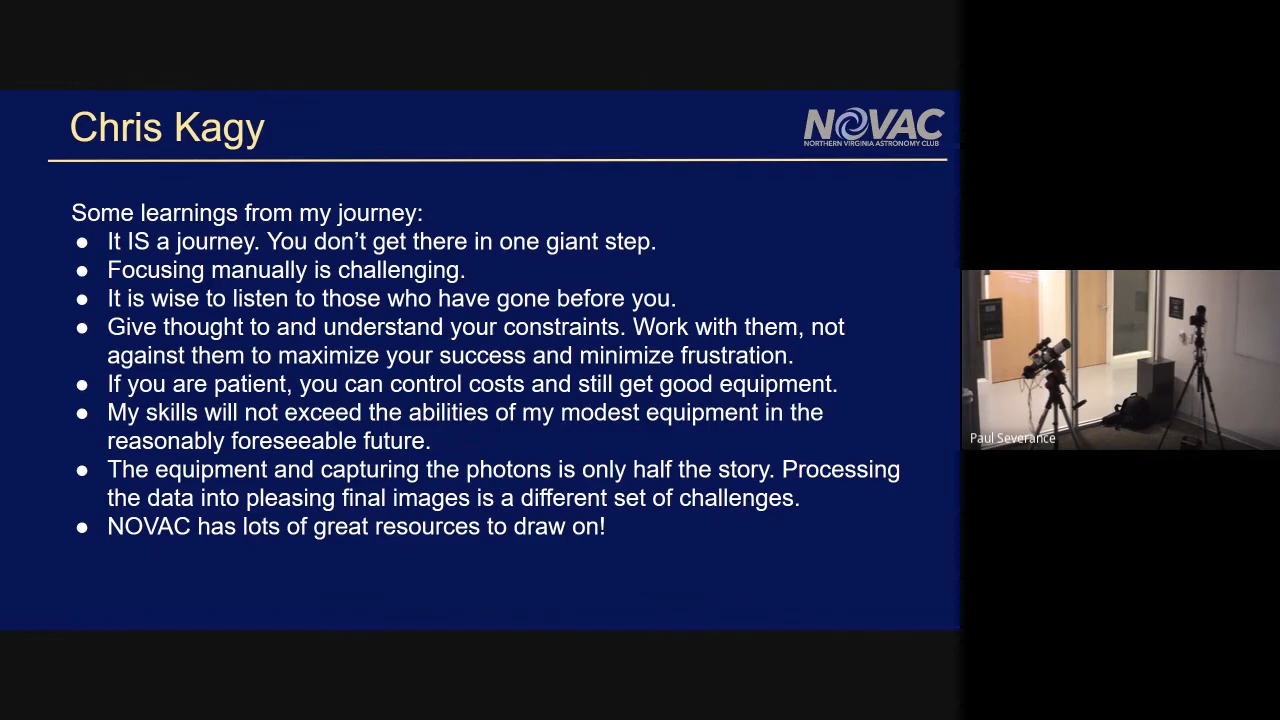 Chris Kagy
NOVAC
NORTHERN VIRGINIA ASTRONOMY CLUB
Some learnings from my journey:
● It IS a journey. You don’t get there in one giant step.
● Focusing manually is challenging.
● It is wise to listen to those who have gone before you.
● Give thought to and understand your constraints. Work with them, not
against them to maximize your success and minimize frustration.
● If you are patient, you can control costs and still get good equipment.
● My skills will not exceed the abilities of my modest equipment in the
reasonably foreseeable future.
● The equipment and capturing the photons is only half the story. Processing
the data into pleasing final images is a different set of challenges.
● NOVAC has lots of great resources to draw on!
Paul Severance